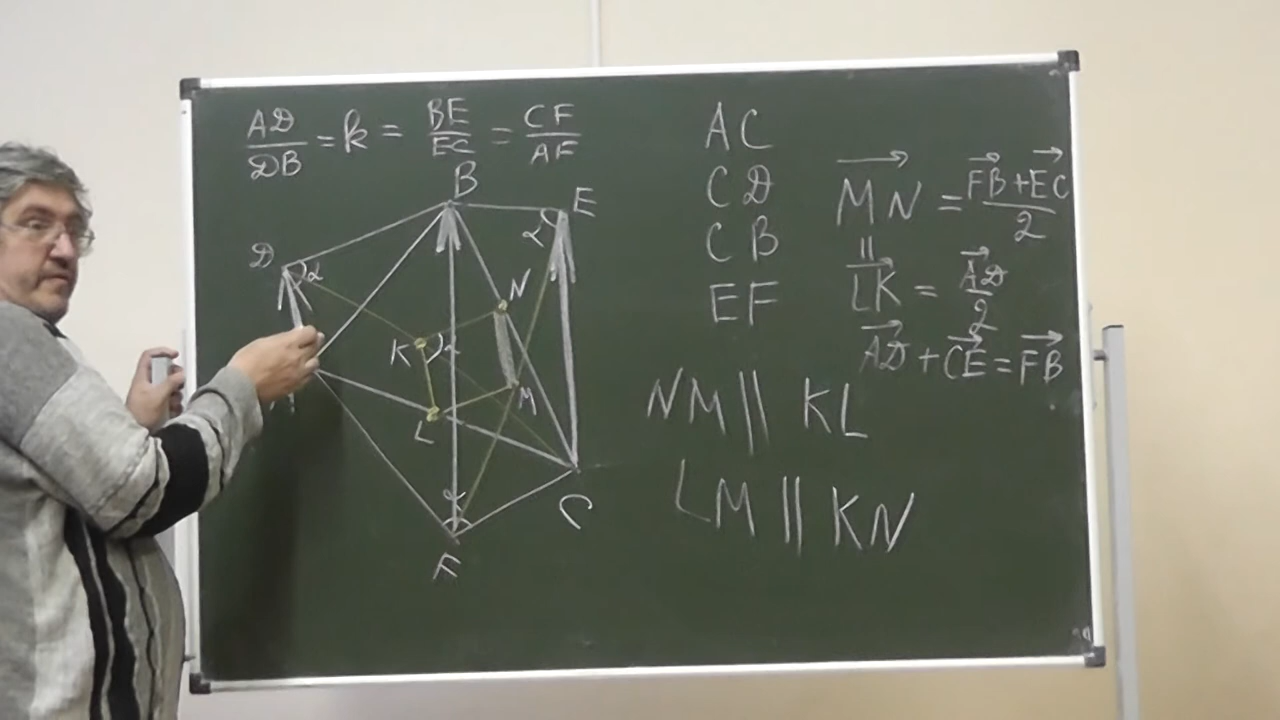 AD/DB = k = BE/EC = CF/AF
AC
CD
CB
EF
→MN = (→FB + →EC)/2
||
→LK = →AD/2
→AD + →CE = →FB
NM || KL
LM || KN
B
E
α
D
α
N
K
α
M
L
α
C
F